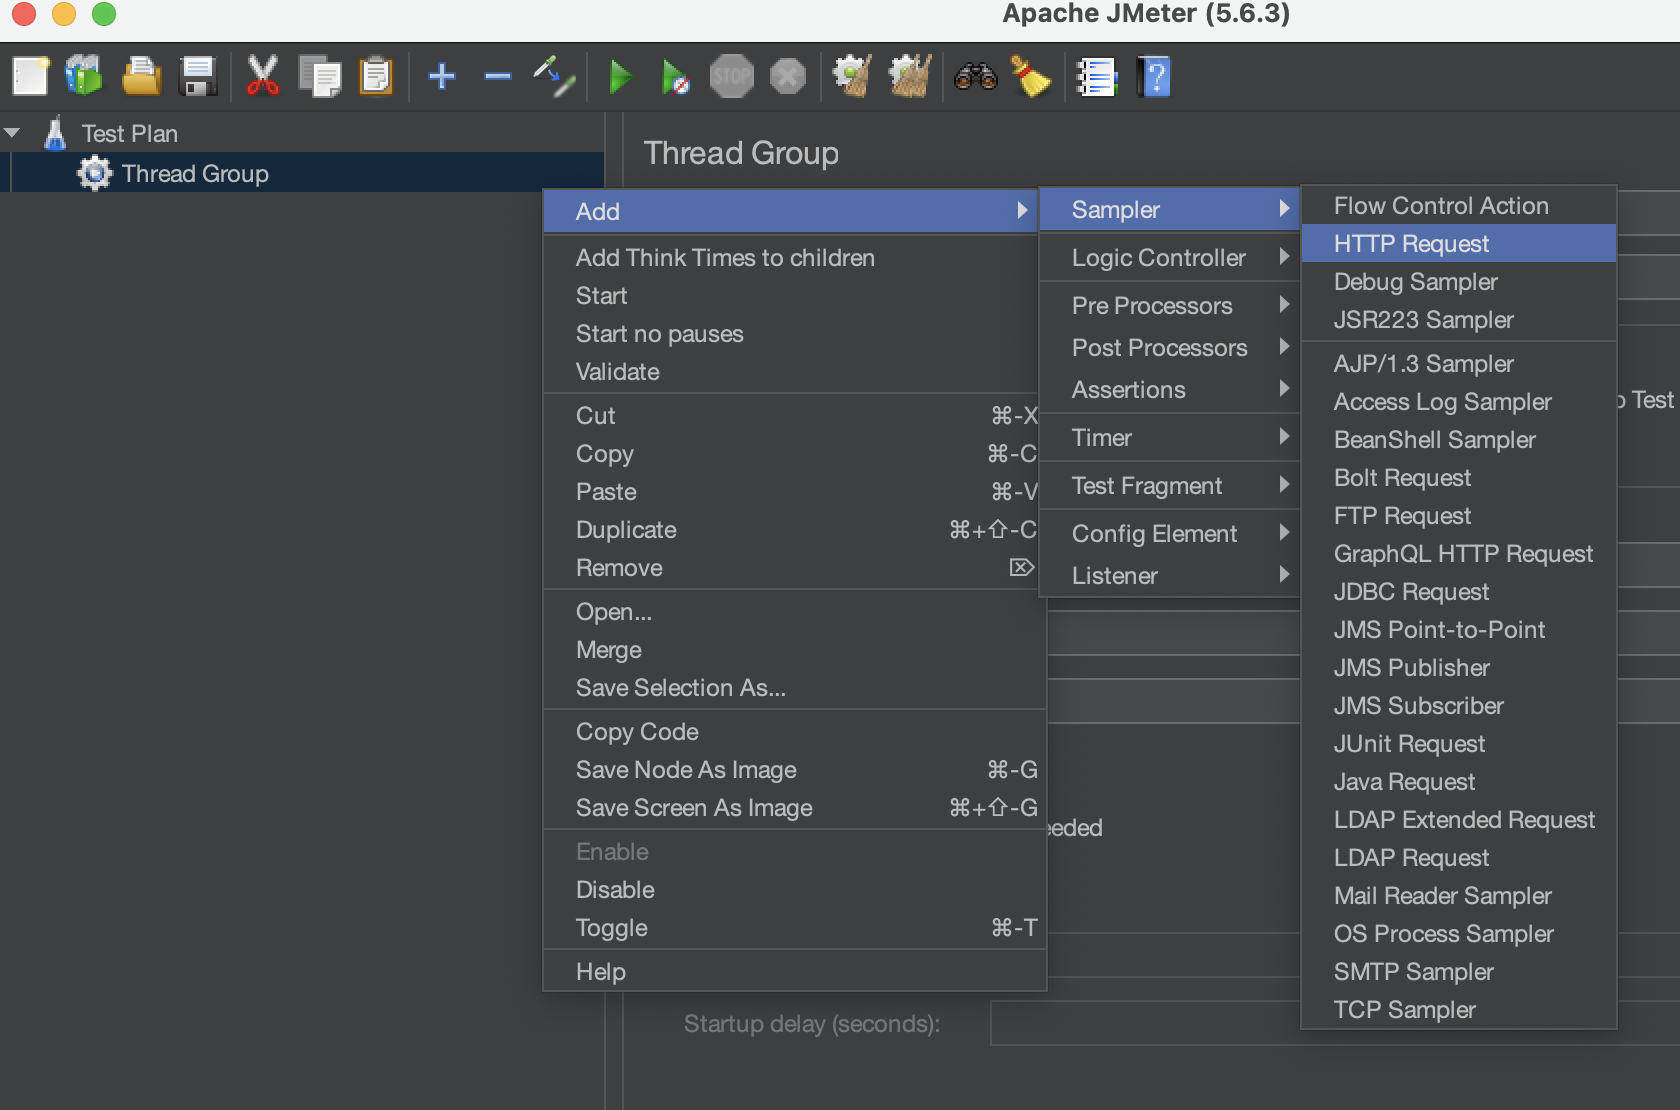 Apache JMeter (5.6.3)
STOP
?
Test Plan
Thread Group
Thread Group
Add
Add Think Times to children
Start
Start no pauses
Validate
Cut ⌘-X
Copy ⌘-C
Paste ⌘-V
Duplicate ⌘+⇧-C
Remove ⌦
Open...
Merge
Save Selection As...
Copy Code
Save Node As Image ⌘-G
Save Screen As Image ⌘+⇧-G
Enable
Disable
Toggle ⌘-T
Help
Sampler
Logic Controller
Pre Processors
Post Processors
Assertions
Timer
Test Fragment
Config Element
Listener
Flow Control Action
HTTP Request
Debug Sampler
JSR223 Sampler
AJP/1.3 Sampler
Access Log Sampler
BeanShell Sampler
Bolt Request
FTP Request
GraphQL HTTP Request
JDBC Request
JMS Point-to-Point
JMS Publisher
JMS Subscriber
JUnit Request
Java Request
LDAP Extended Request
LDAP Request
Mail Reader Sampler
OS Process Sampler
SMTP Sampler
TCP Sampler
Test
eeded
Startup delay (seconds):